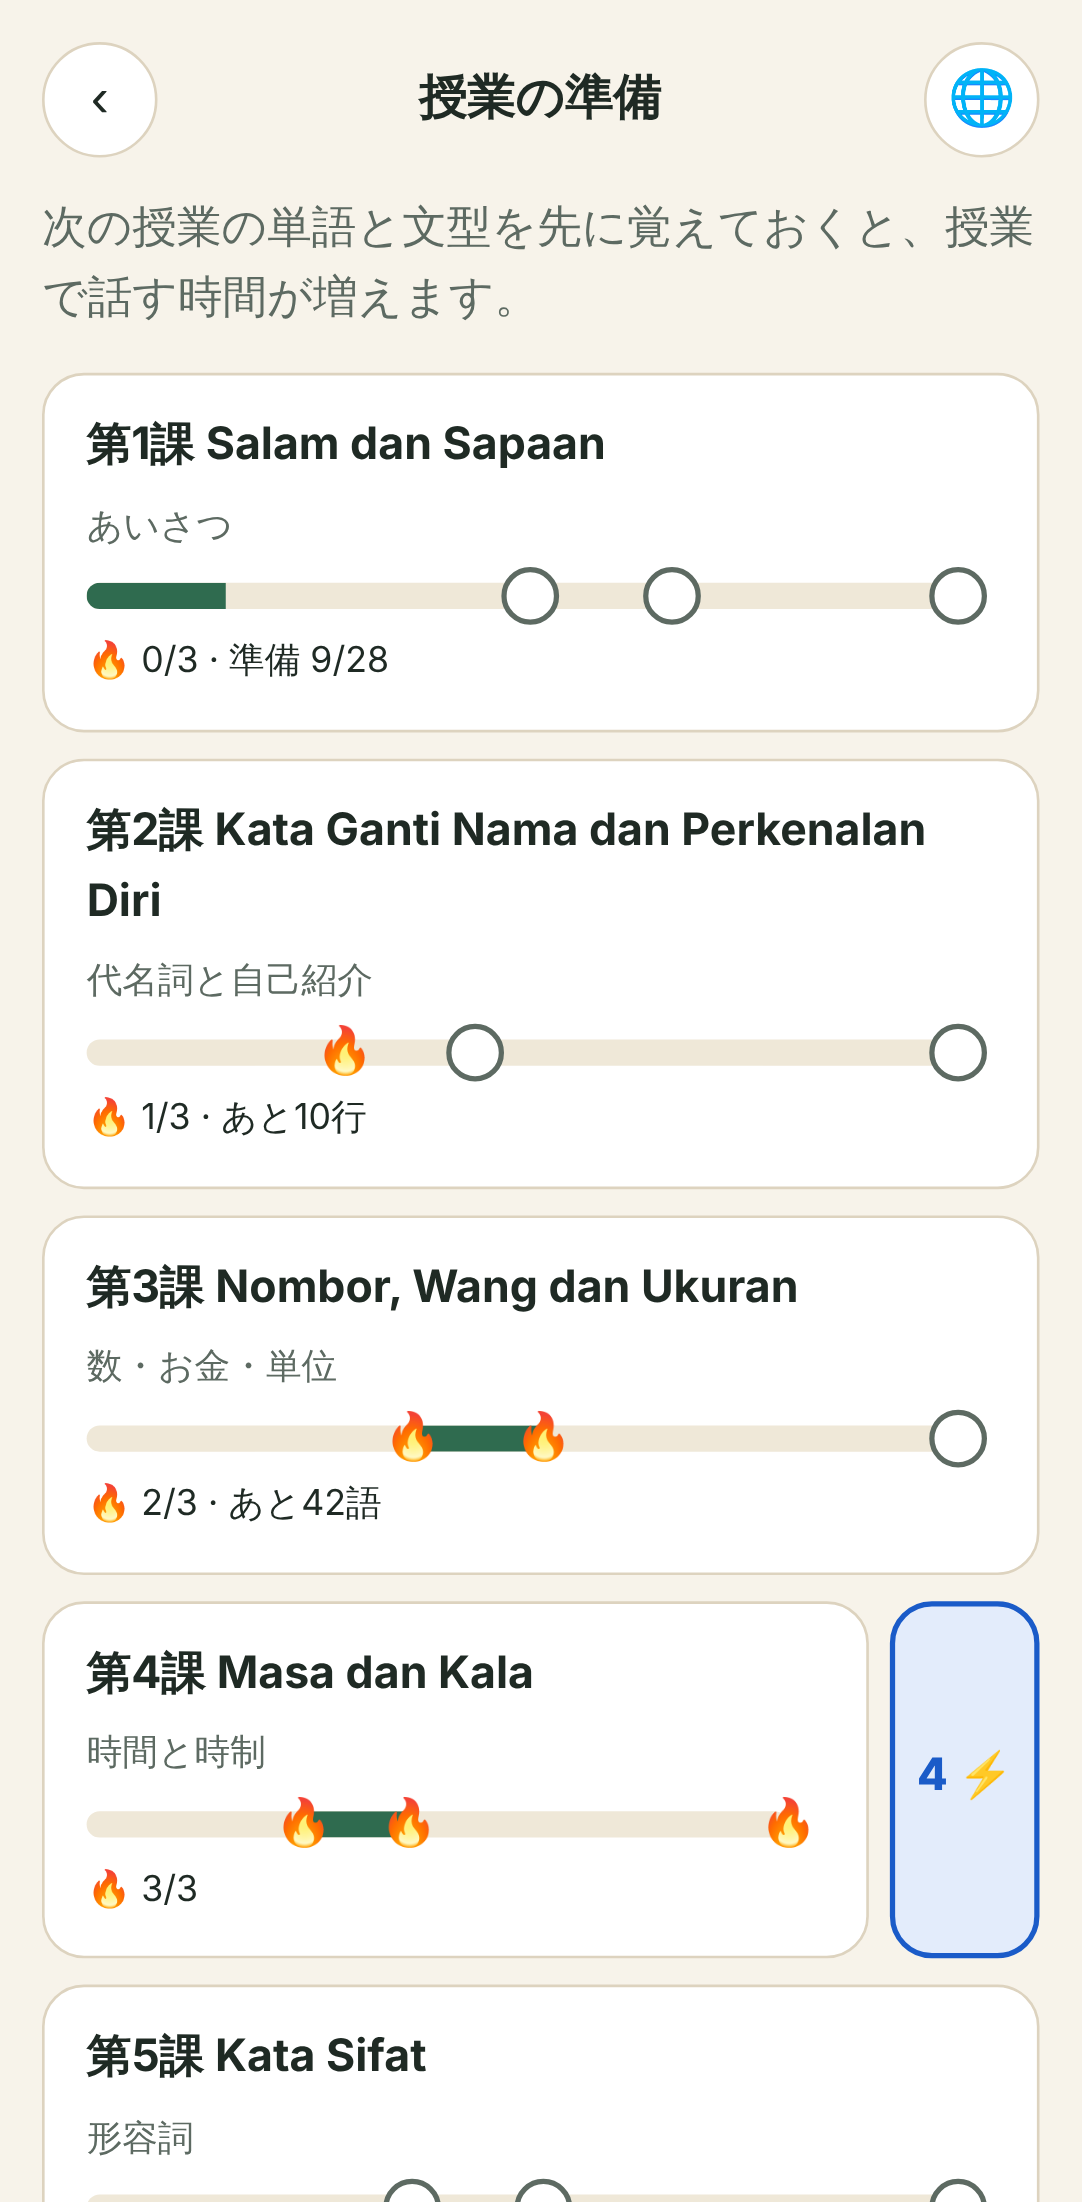 授業の準備
次の授業の単語と文型を先に覚えておくと、授業
で話す時間が増えます。
第1課 Salam dan Sapaan
あいさつ
🔥 0/3 · 準備 9/28
第2課 Kata Ganti Nama dan Perkenalan
Diri
代名詞と自己紹介
🔥 1/3 · あと10行
第3課 Nombor, Wang dan Ukuran
数・お金・単位
🔥 2/3 · あと42語
第4課 Masa dan Kala
時間と時制
🔥 3/3
4 ⚡
第5課 Kata Sifat
形容詞